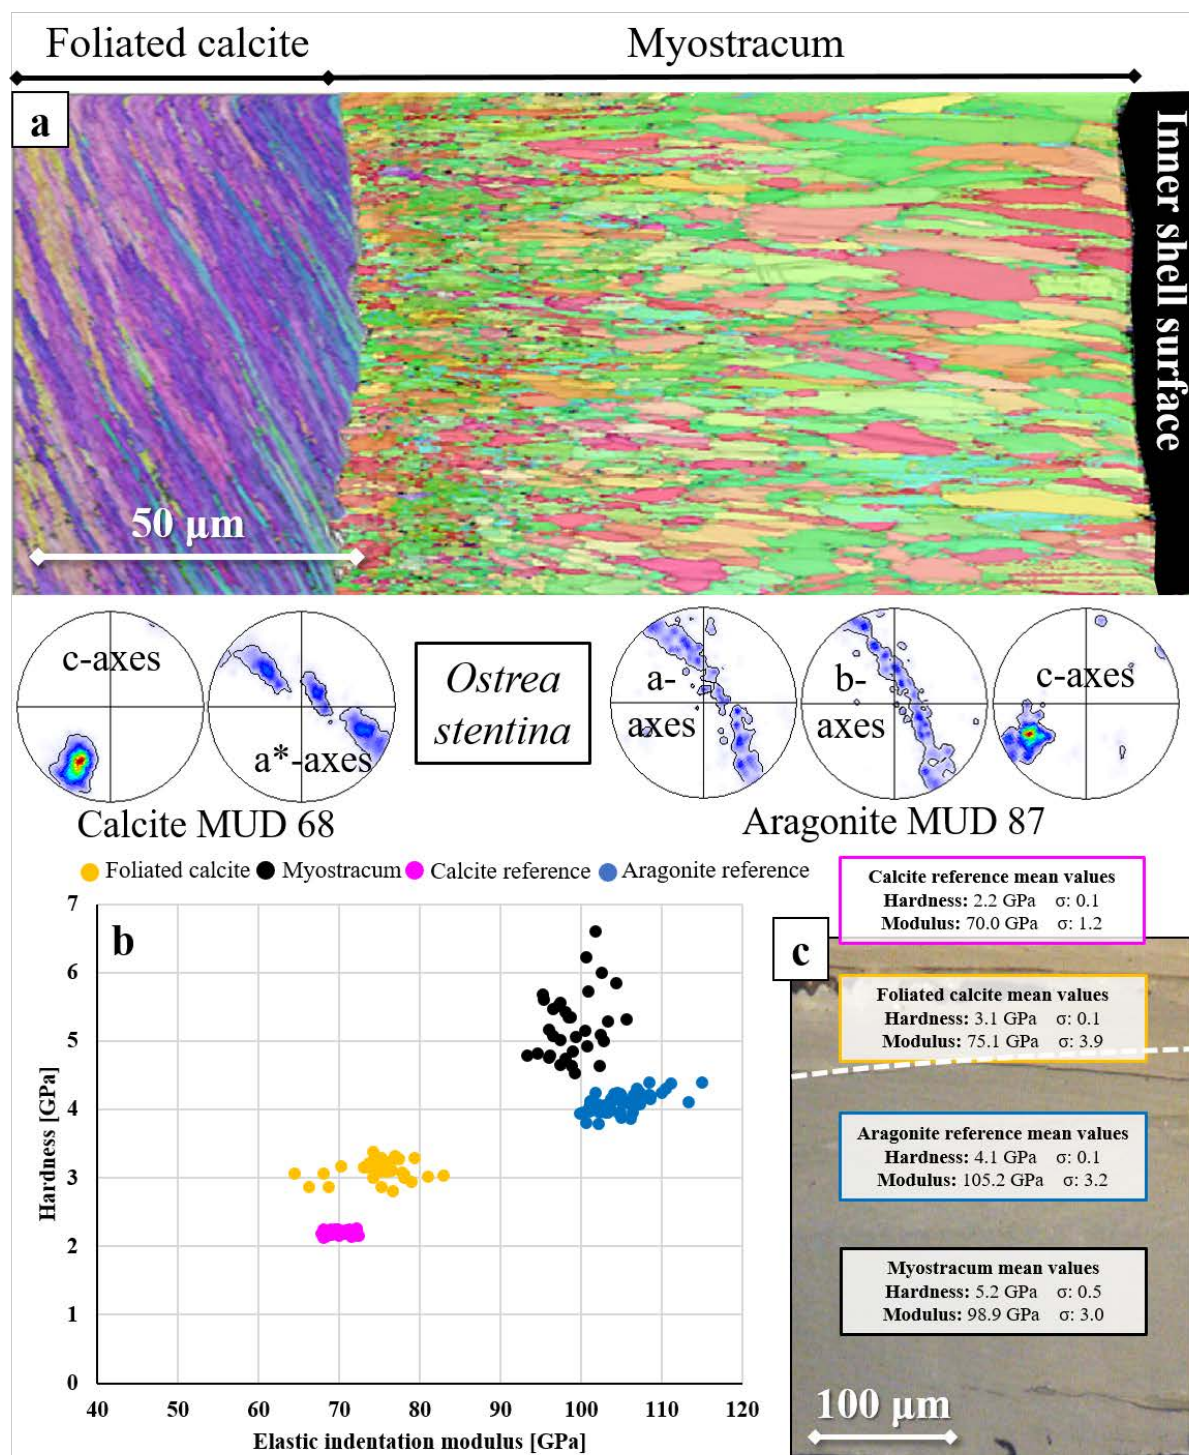 Foliated calcite
Myostracum
a
Inner shell surface
50 μm
c-axes
a*-axes
Ostrea
stentina
a-
axes
b-
axes
c-axes
Calcite MUD 68
Aragonite MUD 87
Foliated calcite
Myostracum
Calcite reference
Aragonite reference
b
Hardness [GPa]
7
6
5
4
3
2
1
0
40 50 60 70 80 90 100 110 120
Elastic indentation modulus [GPa]
c
Calcite reference mean values
Hardness: 2.2 GPa σ: 0.1
Modulus: 70.0 GPa σ: 1.2
Foliated calcite mean values
Hardness: 3.1 GPa σ: 0.1
Modulus: 75.1 GPa σ: 3.9
Aragonite reference mean values
Hardness: 4.1 GPa σ: 0.1
Modulus: 105.2 GPa σ: 3.2
Myostracum mean values
Hardness: 5.2 GPa σ: 0.5
Modulus: 98.9 GPa σ: 3.0
100 μm